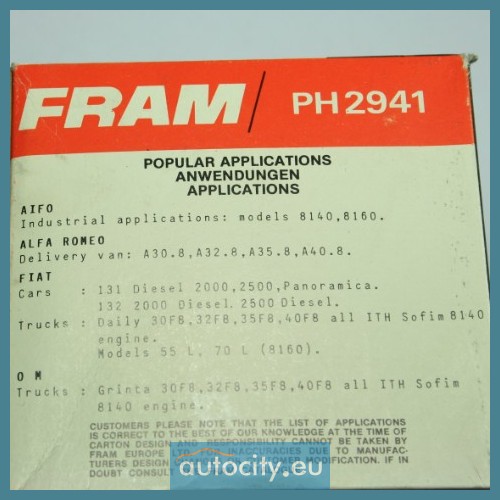 FRAM / PH2941
POPULAR APPLICATIONS
ANWENDUNGEN
APPLICATIONS
AIFO
Industrial applications: models 8140,8160.
ALFA ROMEO
Delivery van: A30.8,A32.8,A35.8,A40.8.
FIAT
Cars : 131 Diesel 2000,2500,Panoramica.
132 2000 Diesel. 2500 Diesel.
Trucks : Daily 30F8,32F8,35F8,40F8 all ITH Sofim 8140
engine.
Models 55 L, 70 L (8160).
O M
Trucks : Grinta 30F8,32F8,35F8,40F8 all ITH Sofim
8140 engine.
CUSTOMERS PLEASE NOTE THAT THE LIST OF APPLICATIONS
IS CORRECT TO THE BEST OF OUR KNOWLEDGE AT THE TIME OF
CARTON DESIGN AND RESPONSIBILITY CANNOT BE TAKEN BY
FRAM EUROPE LTD INACCURACIES DUE TO MANUFAC-
TURERS DESIGN CUSTOMER MODIFICATION. IF IN
DOUBT CONSULT
autocity.eu